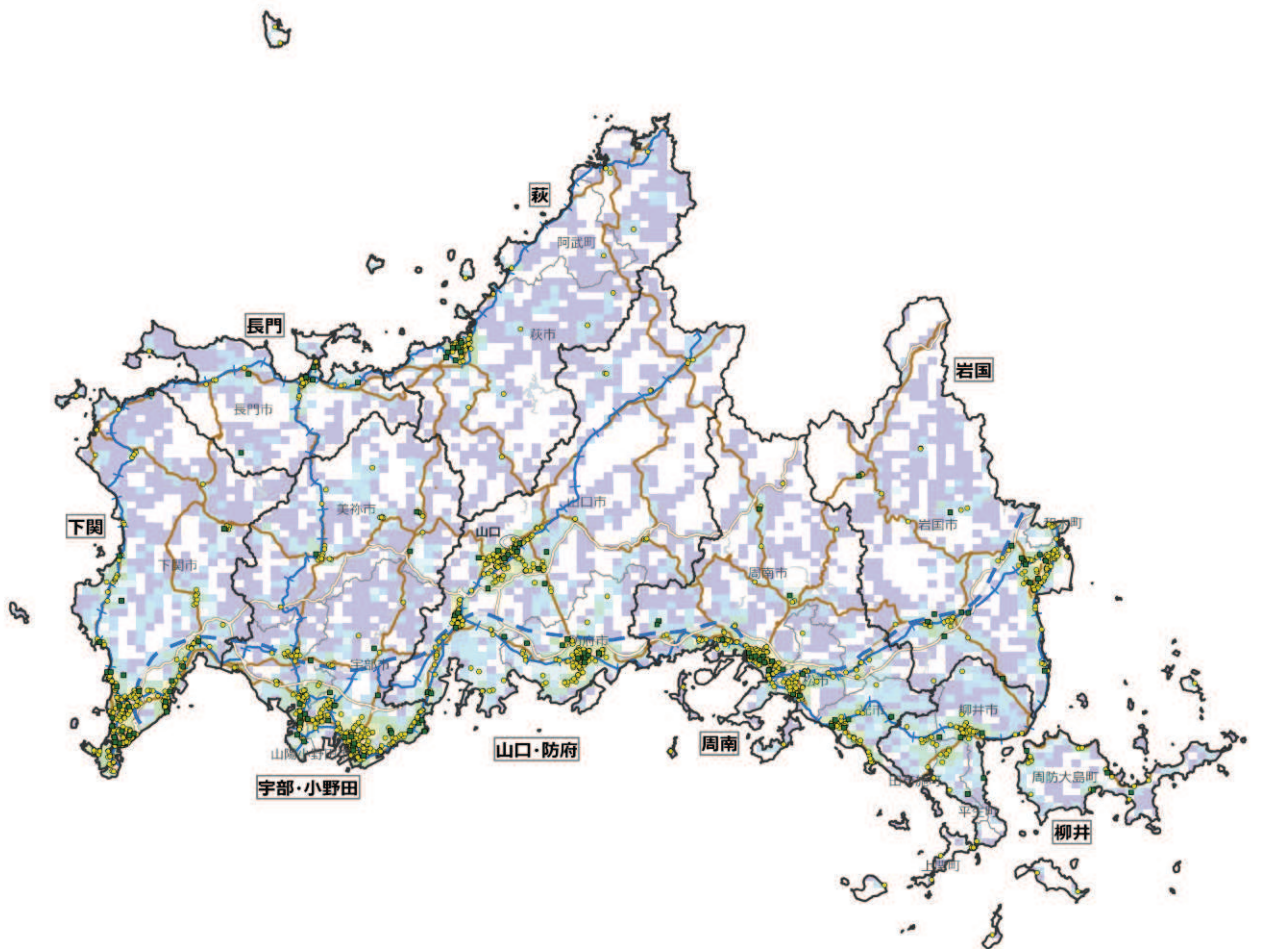 萩
阿武町
長門
萩市
岩国
長門市
美祢市
山口市
下関
山口
岩国市
和木町
下関市
周南市
防府市
宇部市
柳井市
山口・防府
周南
周防大島町
宇部・小野田
平生町
柳井
上関町